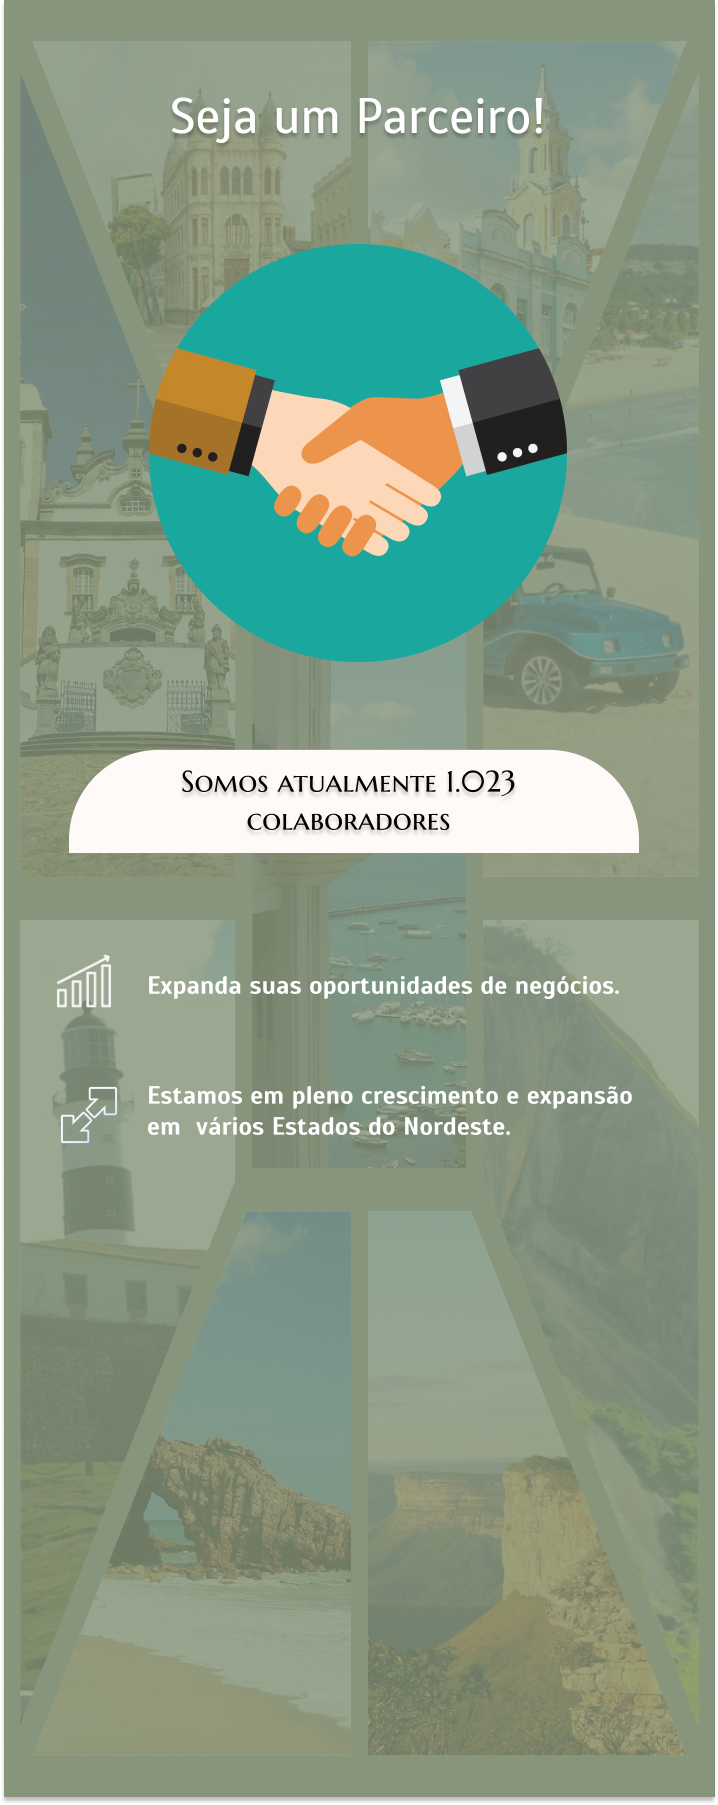 Seja um Parceiro!
Somos atualmente 1.023
colaboradores
Expanda suas oportunidades de negócios.
Estamos em pleno crescimento e expansão
em  vários Estados do Nordeste.